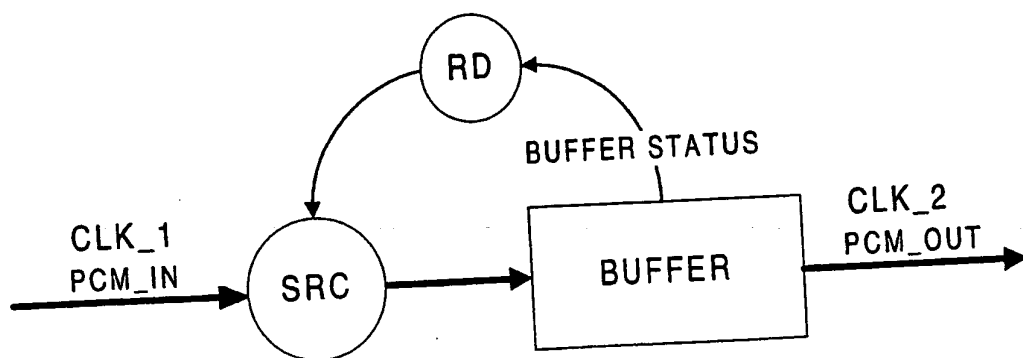 RD
BUFFER STATUS
CLK_1
PCM_IN
SRC
BUFFER
CLK_2
PCM_OUT